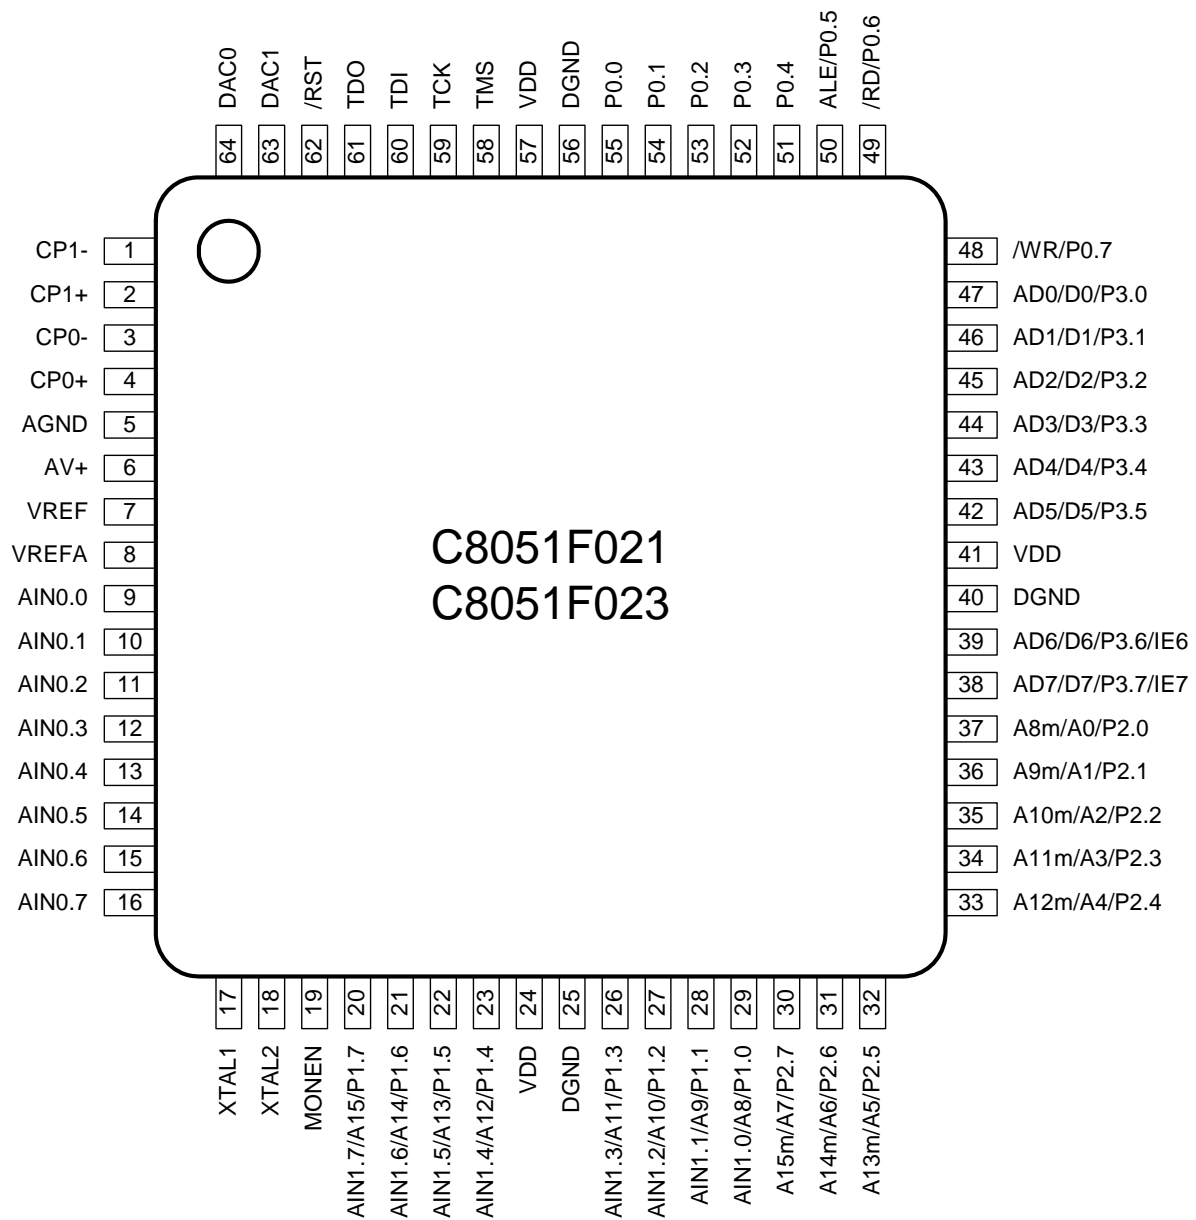 DAC0
DAC1
/RST
TDO
TDI
TCK
TMS
VDD
DGND
P0.0
P0.1
P0.2
P0.3
P0.4
ALE/P0.5
/RD/P0.6
64
63
62
61
60
59
58
57
56
55
54
53
52
51
50
49
CP1- 1
CP1+ 2
CP0- 3
CP0+ 4
AGND 5
AV+ 6
VREF 7
VREFA 8
AIN0.0 9
AIN0.1 10
AIN0.2 11
AIN0.3 12
AIN0.4 13
AIN0.5 14
AIN0.6 15
AIN0.7 16
C8051F021
C8051F023
48 /WR/P0.7
47 AD0/D0/P3.0
46 AD1/D1/P3.1
45 AD2/D2/P3.2
44 AD3/D3/P3.3
43 AD4/D4/P3.4
42 AD5/D5/P3.5
41 VDD
40 DGND
39 AD6/D6/P3.6/IE6
38 AD7/D7/P3.7/IE7
37 A8m/A0/P2.0
36 A9m/A1/P2.1
35 A10m/A2/P2.2
34 A11m/A3/P2.3
33 A12m/A4/P2.4
17
18
19
20
21
22
23
24
25
26
27
28
29
30
31
32
XTAL1
XTAL2
MONEN
AIN1.7/A15/P1.7
AIN1.6/A14/P1.6
AIN1.5/A13/P1.5
AIN1.4/A12/P1.4
VDD
DGND
AIN1.3/A11/P1.3
AIN1.2/A10/P1.2
AIN1.1/A9/P1.1
AIN1.0/A8/P1.0
A15m/A7/P2.7
A14m/A6/P2.6
A13m/A5/P2.5